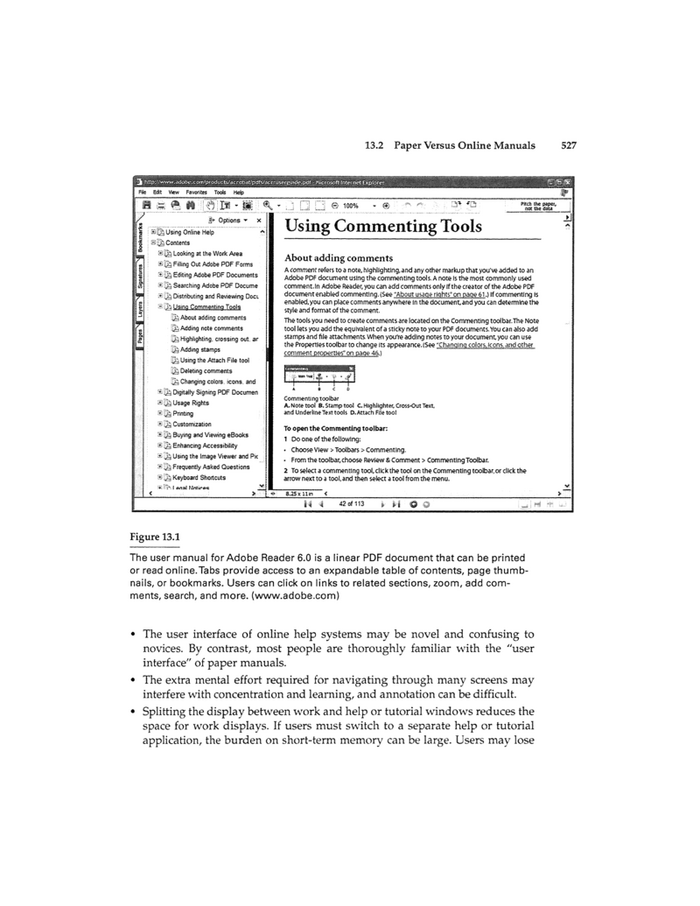 13.2 Paper Versus Online Manuals 527
http://www.adobe.com/products/acrobat/pdfs/acruserguide.pdf - Microsoft Internet Explorer
File Edit View Favorites Tools Help
100%
Pitch the paper,
not the data
Bookmarks
Signatures
Layers
Pages
Options
Using Online Help
Contents
Looking at the Work Area
Filling Out Adobe PDF Forms
Editing Adobe PDF Documents
Searching Adobe PDF Docume
Distributing and Reviewing Docu
Using Commenting Tools
About adding comments
Adding note comments
Highlighting, crossing out, ar
Adding stamps
Using the Attach File tool
Deleting comments
Changing colors, icons, and
Digitally Signing PDF Documen
Usage Rights
Printing
Customization
Buying and Viewing eBooks
Enhancing Accessibility
Using the Image Viewer and Pic
Frequently Asked Questions
Keyboard Shortcuts
Legal Notices
Using Commenting Tools
About adding comments
A comment refers to a note, highlighting, and any other markup that you've added to an
Adobe PDF document using the commenting tools. A note is the most commonly used
comment. In Adobe Reader, you can add comments only if the creator of the Adobe PDF
document enabled commenting. (See "About usage rights" on page 61.) If commenting is
enabled, you can place comments anywhere in the document, and you can determine the
style and format of the comment.
The tools you need to create comments are located on the Commenting toolbar. The Note
tool lets you add the equivalent of a sticky note to your PDF documents. You can also add
stamps and file attachments. When you're adding notes to your document, you can use
the Properties toolbar to change its appearance. (See "Changing colors, icons, and other
comment properties" on page 46.)
A B C D
Commenting toolbar
A. Note tool B. Stamp tool C. Highlighter, Cross-Out Text,
and Underline Text tools D. Attach File tool
To open the Commenting toolbar:
1 Do one of the following:
• Choose View > Toolbars > Commenting.
• From the toolbar, choose Review & Comment > Commenting Toolbar.
2 To select a commenting tool, click the tool on the Commenting toolbar, or click the
arrow next to a tool, and then select a tool from the menu.
8.25 x 11 in
42 of 113
Figure 13.1
The user manual for Adobe Reader 6.0 is a linear PDF document that can be printed
or read online. Tabs provide access to an expandable table of contents, page thumb-
nails, or bookmarks. Users can click on links to related sections, zoom, add com-
ments, search, and more. (www.adobe.com)
• The user interface of online help systems may be novel and confusing to
novices. By contrast, most people are thoroughly familiar with the "user
interface" of paper manuals.
• The extra mental effort required for navigating through many screens may
interfere with concentration and learning, and annotation can be difficult.
• Splitting the display between work and help or tutorial windows reduces the
space for work displays. If users must switch to a separate help or tutorial
application, the burden on short-term memory can be large. Users may lose